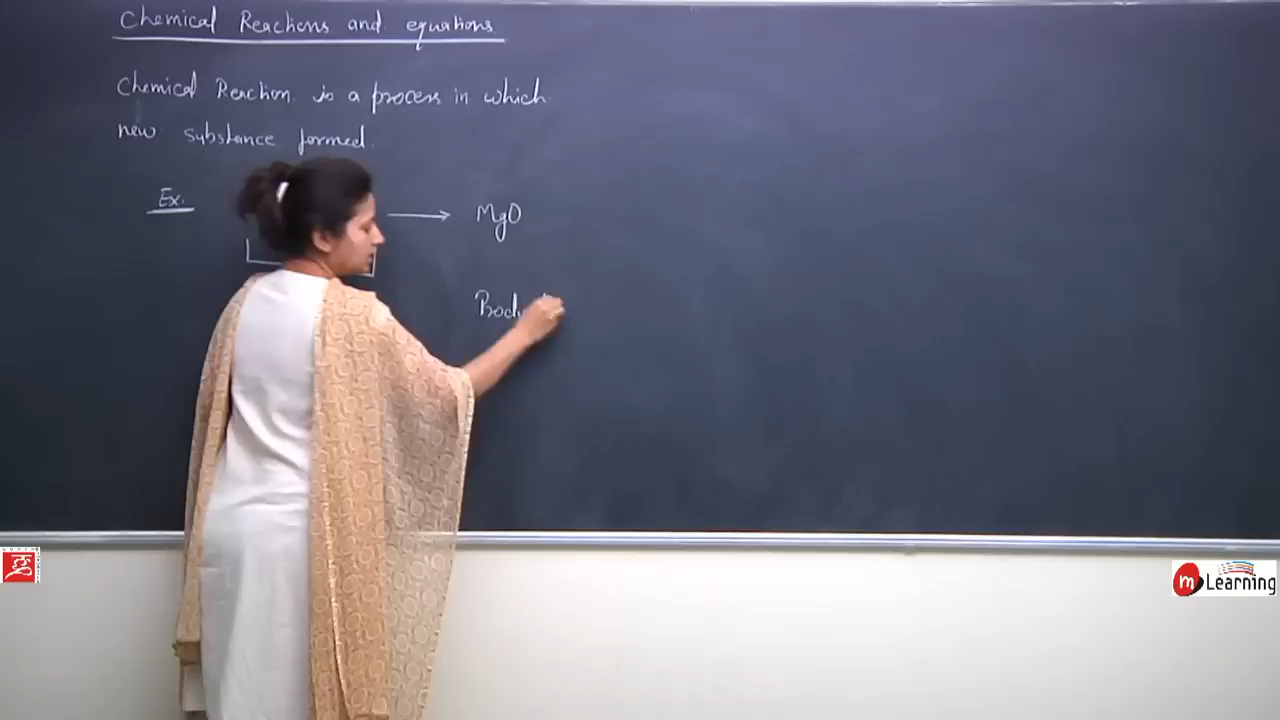 Chemical Reactions and equations.
Chemical Reaction is a process in which
new substance formed.
Ex.
→ MgO
m Learning